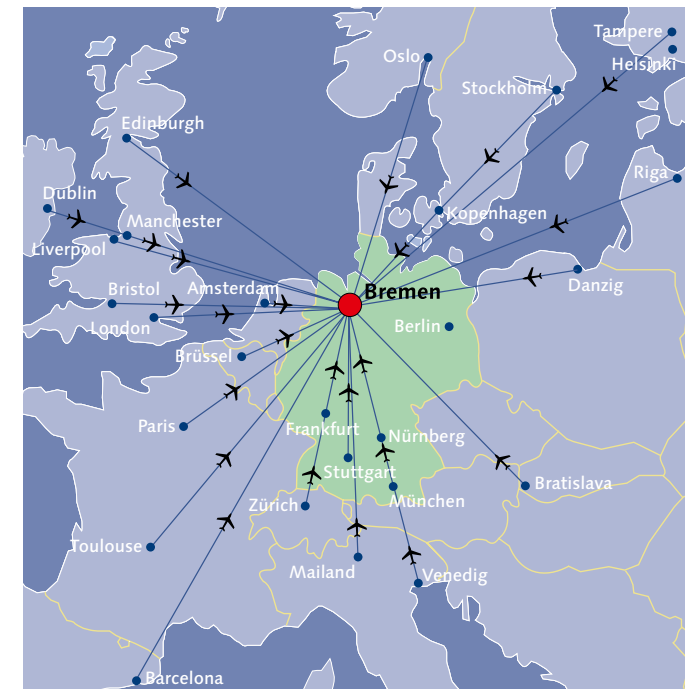 Tampere
Oslo
Helsinki
Stockholm
Edinburgh
Riga
Dublin
Kopenhagen
Manchester
Liverpool
Danzig
Bristol
Amsterdam
Bremen
London
Berlin
Brüssel
Paris
Frankfurt
Nürnberg
Stuttgart
Bratislava
München
Zürich
Toulouse
Mailand
Venedig
Barcelona